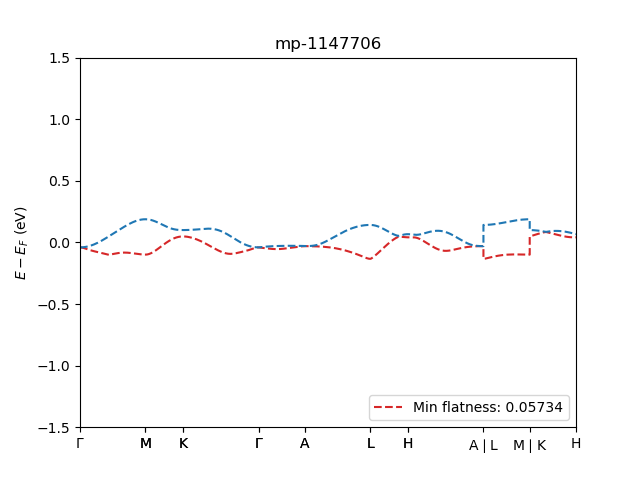 mp-1147706
E − E_F (eV)
1.5
1.0
0.5
0.0
−0.5
−1.0
−1.5
Min flatness: 0.05734
Γ M K Γ A L H A | L M | K H